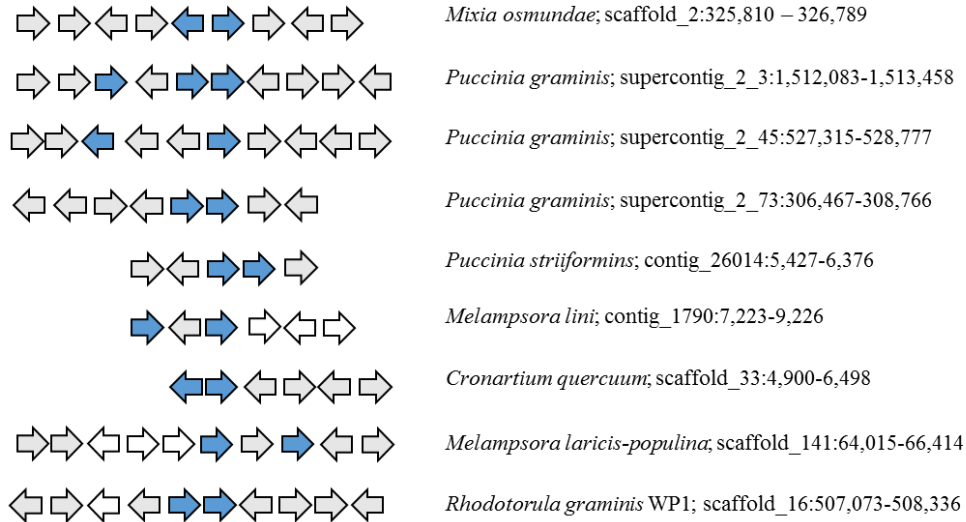 Mixia osmundae; scaffold_2:325,810 – 326,789
Puccinia graminis; supercontig_2_3:1,512,083-1,513,458
Puccinia graminis; supercontig_2_45:527,315-528,777
Puccinia graminis; supercontig_2_73:306,467-308,766
Puccinia striiformins; contig_26014:5,427-6,376
Melampsora lini; contig_1790:7,223-9,226
Cronartium quercuum; scaffold_33:4,900-6,498
Melampsora laricis-populina; scaffold_141:64,015-66,414
Rhodotorula graminis WP1; scaffold_16:507,073-508,336